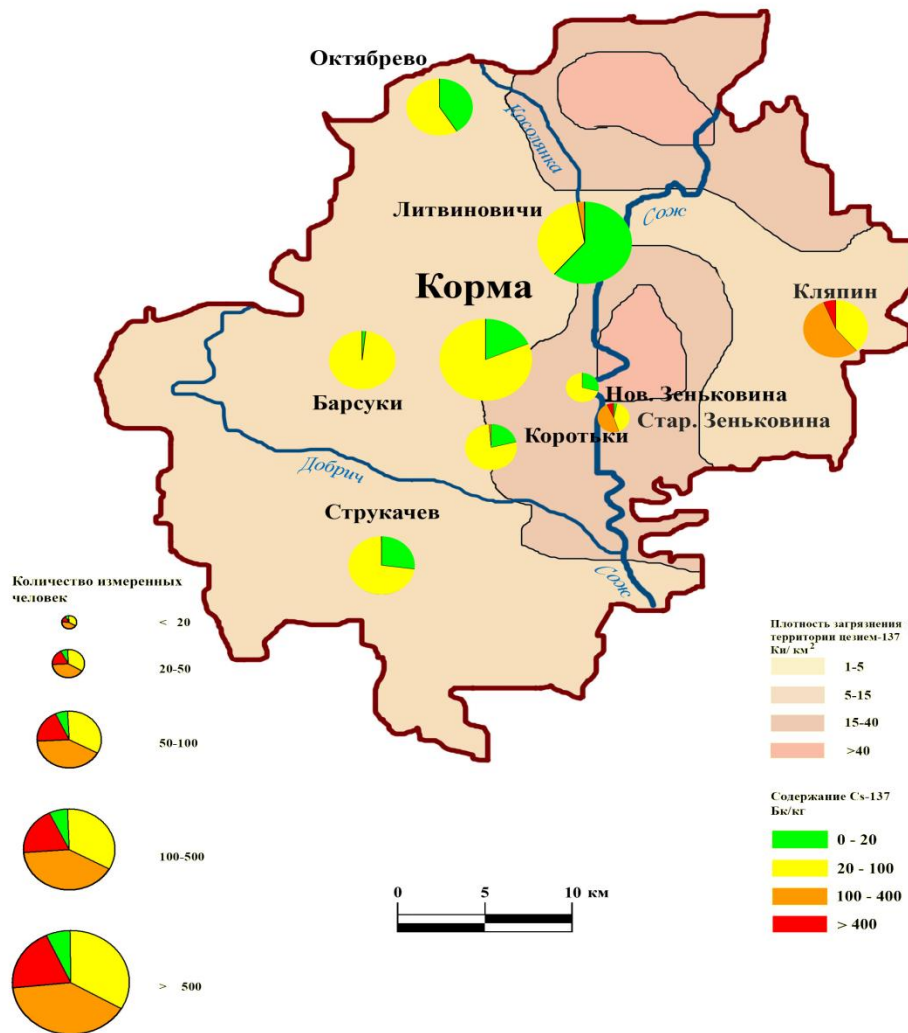 Октябрево
Косолянка
Литвиновичи
Сож
Корма
Кляпин
Барсуки
Нов. Зеньковина
Стар. Зеньковина
Коротьки
Добрич
Струкачев
Сож
Количество измеренных
человек
< 20
20-50
50-100
100-500
> 500
Плотность загрязнения
территории цезием-137
Ки/ км²
1-5
5-15
15-40
>40
Содержание Cs-137
Бк/кг
0 - 20
20 - 100
100 - 400
> 400
0 5 10 км